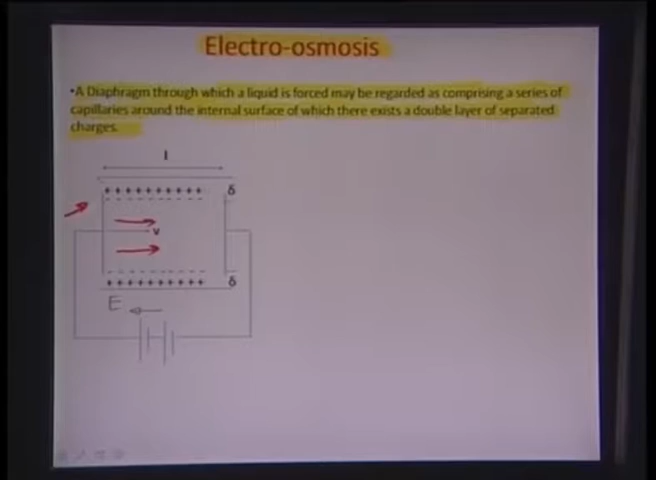 Electro-osmosis
•A Diaphragm through which a liquid is forced may be regarded as comprising a series of
capillaries around the internal surface of which there exists a double layer of separated
charges.
l
+ + + + + + + + + + δ
- - - - - - - - - -
v
- - - - - - - - - -
+ + + + + + + + + + δ
E